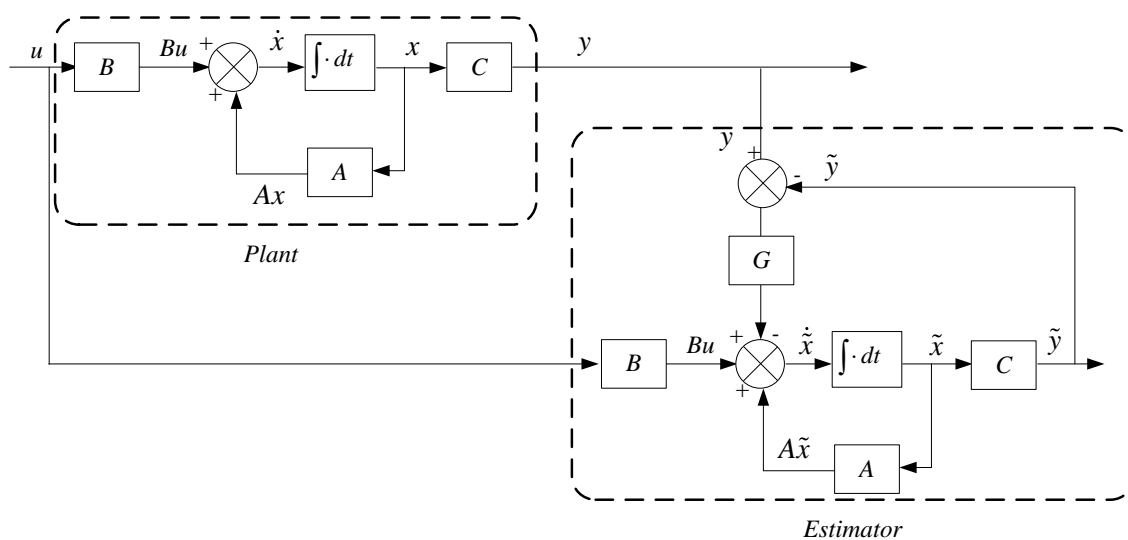 u
B
Bu
+
+
ẋ
∫·dt
x
C
y
A
Ax
Plant
y
+
-
ỹ
G
B
Bu
+
-
+
x̃̇
∫·dt
x̃
C
ỹ
Ax̃
A
Estimator